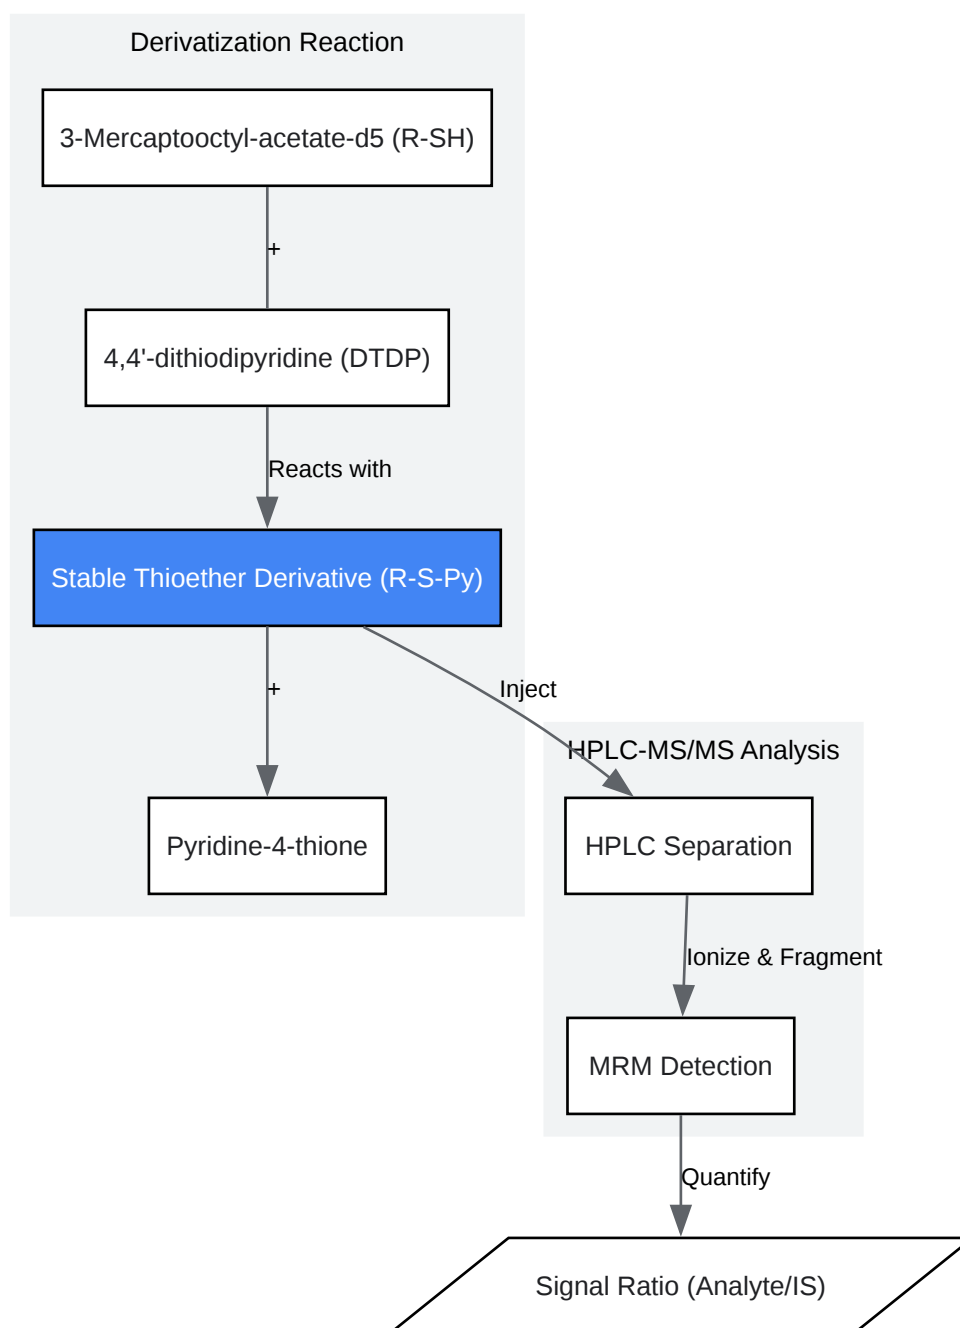 Derivatization Reaction
3-Mercaptooctyl-acetate-d5 (R-SH)
+
4,4'-dithiodipyridine (DTDP)
Reacts with
Stable Thioether Derivative (R-S-Py)
+
Inject
Pyridine-4-thione
HPLC-MS/MS Analysis
HPLC Separation
Ionize & Fragment
MRM Detection
Quantify
Signal Ratio (Analyte/IS)